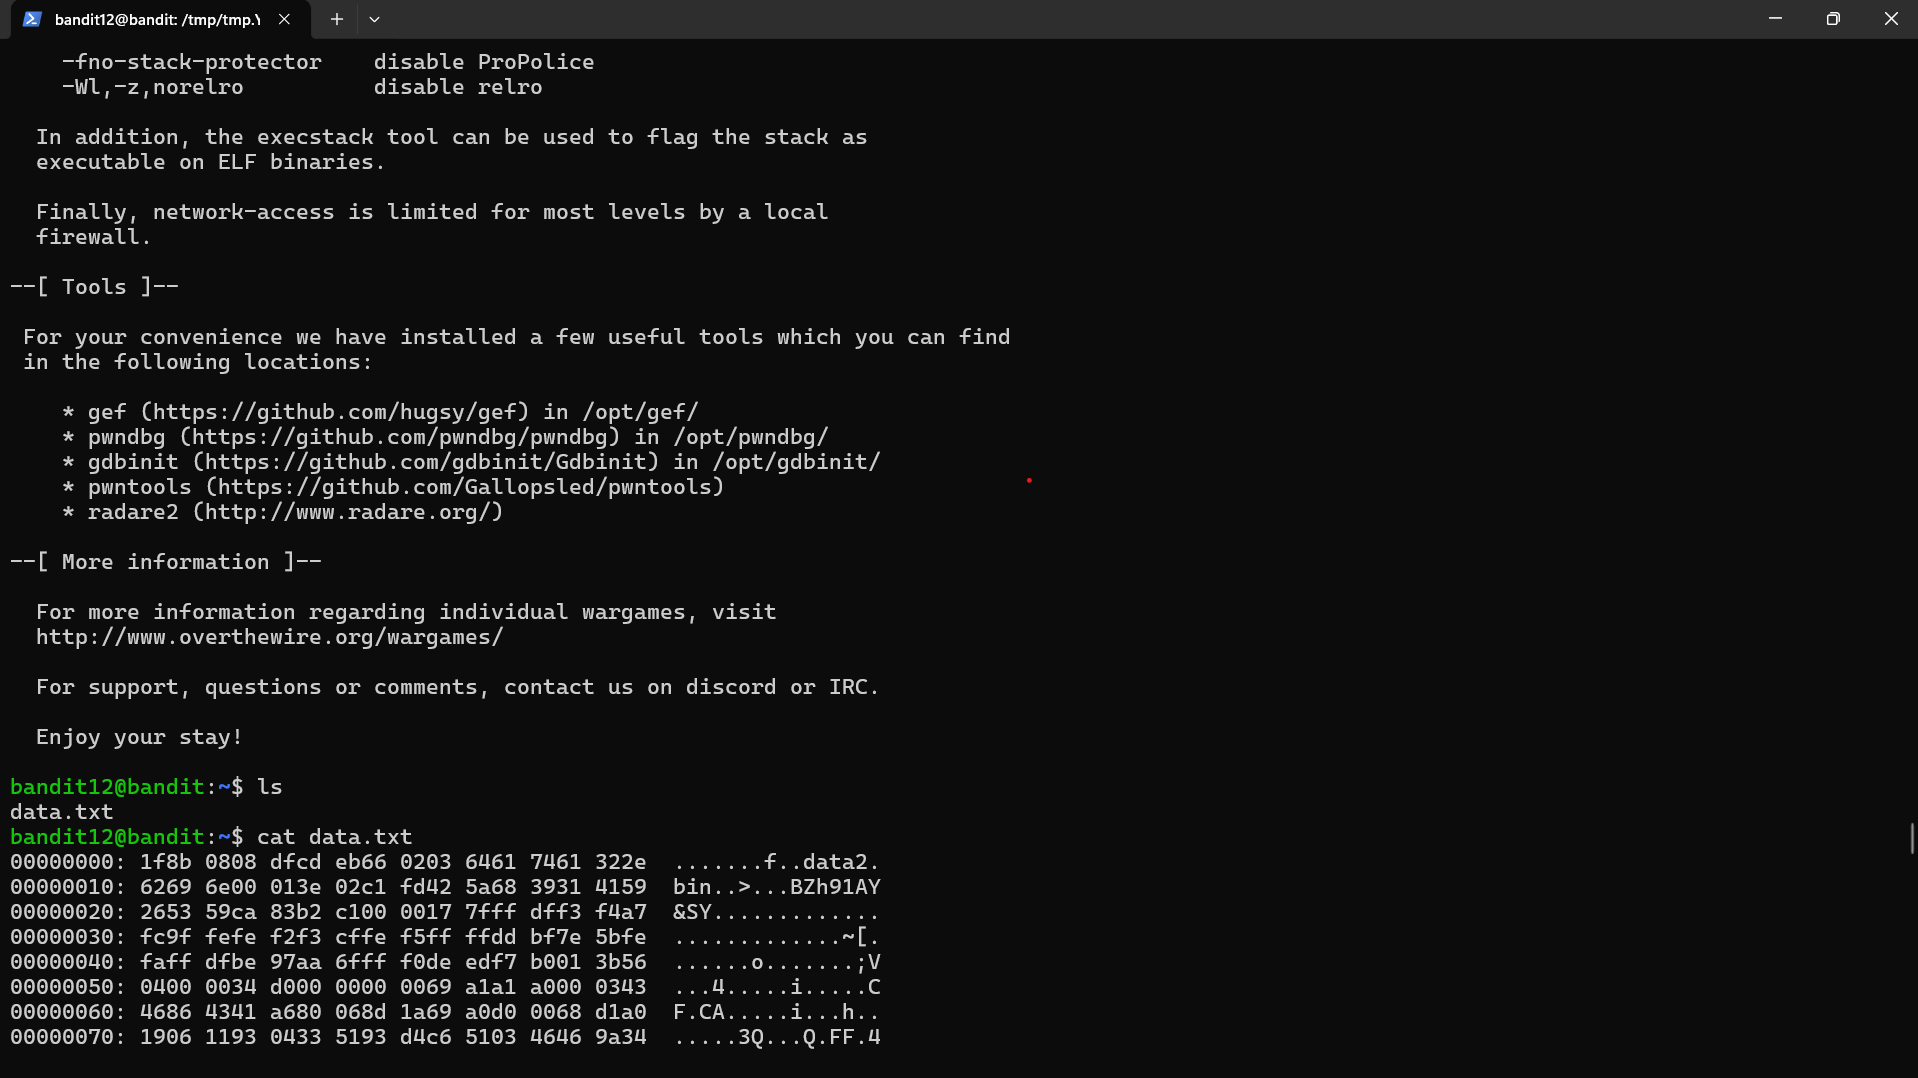 bandit12@bandit: /tmp/tmp.Y
-fno-stack-protector    disable ProPolice
-Wl,-z,norelro          disable relro
In addition, the execstack tool can be used to flag the stack as
executable on ELF binaries.
Finally, network-access is limited for most levels by a local
firewall.
--[ Tools ]--
For your convenience we have installed a few useful tools which you can find
in the following locations:
* gef (https://github.com/hugsy/gef) in /opt/gef/
* pwndbg (https://github.com/pwndbg/pwndbg) in /opt/pwndbg/
* gdbinit (https://github.com/gdbinit/Gdbinit) in /opt/gdbinit/
* pwntools (https://github.com/Gallopsled/pwntools)
* radare2 (http://www.radare.org/)
--[ More information ]--
For more information regarding individual wargames, visit
http://www.overthewire.org/wargames/
For support, questions or comments, contact us on discord or IRC.
Enjoy your stay!
bandit12@bandit:~$ ls
data.txt
bandit12@bandit:~$ cat data.txt
00000000: 1f8b 0808 dfcd eb66 0203 6461 7461 322e  .......f..data2.
00000010: 6269 6e00 013e 02c1 fd42 5a68 3931 4159  bin..>...BZh91AY
00000020: 2653 59ca 83b2 c100 0017 7fff dff3 f4a7  &SY.............
00000030: fc9f fefe f2f3 cffe f5ff ffdd bf7e 5bfe  .............~[.
00000040: faff dfbe 97aa 6fff f0de edf7 b001 3b56  ......o.......;V
00000050: 0400 0034 d000 0000 0069 a1a1 a000 0343  ...4.....i.....C
00000060: 4686 4341 a680 068d 1a69 a0d0 0068 d1a0  F.CA.....i...h..
00000070: 1906 1193 0433 5193 d4c6 5103 4646 9a34  .....3Q...Q.FF.4